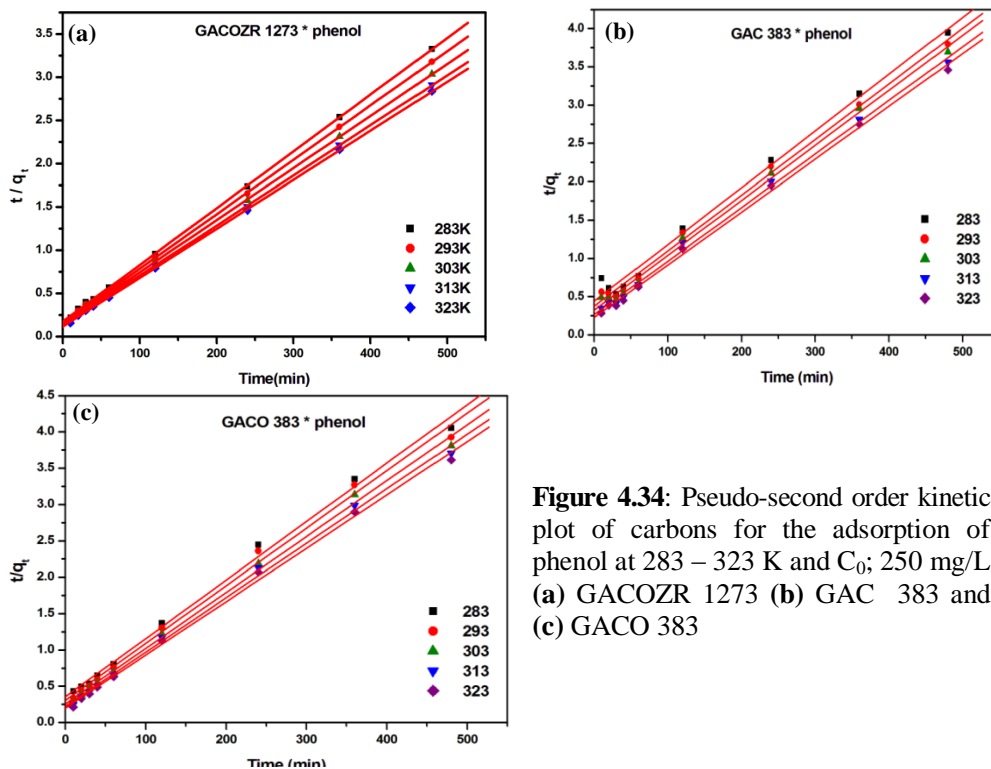 (a)
GACOZR 1273 * phenol
3.5
3.0
2.5
2.0
1.5
1.0
0.5
0.0
t / qt
283K
293K
303K
313K
323K
0 100 200 300 400 500
Time(min)
(b)
GAC 383 * phenol
4.0
3.5
3.0
2.5
2.0
1.5
1.0
0.5
0.0
t/qt
283
293
303
313
323
0 100 200 300 400 500
Time (min)
(c)
GACO 383 * phenol
4.5
4.0
3.5
3.0
2.5
2.0
1.5
1.0
0.5
0.0
t/qt
283
293
303
313
323
0 100 200 300 400 500
Time (min)
Figure 4.34: Pseudo-second order kinetic
plot of carbons for the adsorption of
phenol at 283 – 323 K and C0; 250 mg/L
(a) GACOZR 1273 (b) GAC 383 and
(c) GACO 383